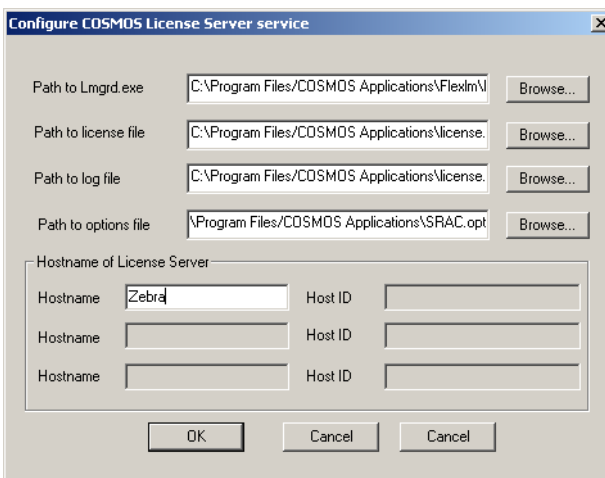 Configure COSMOS License Server service
Path to Lmgrd.exe C:\Program Files/COSMOS Applications\Flexlm\l Browse...
Path to license file C:\Program Files/COSMOS Applications\license. Browse...
Path to log file C:\Program Files/COSMOS Applications\license. Browse...
Path to options file \Program Files/COSMOS Applications\SRAC.opt Browse...
Hostname of License Server
Hostname Zebra Host ID
Hostname Host ID
Hostname Host ID
OK Cancel Cancel